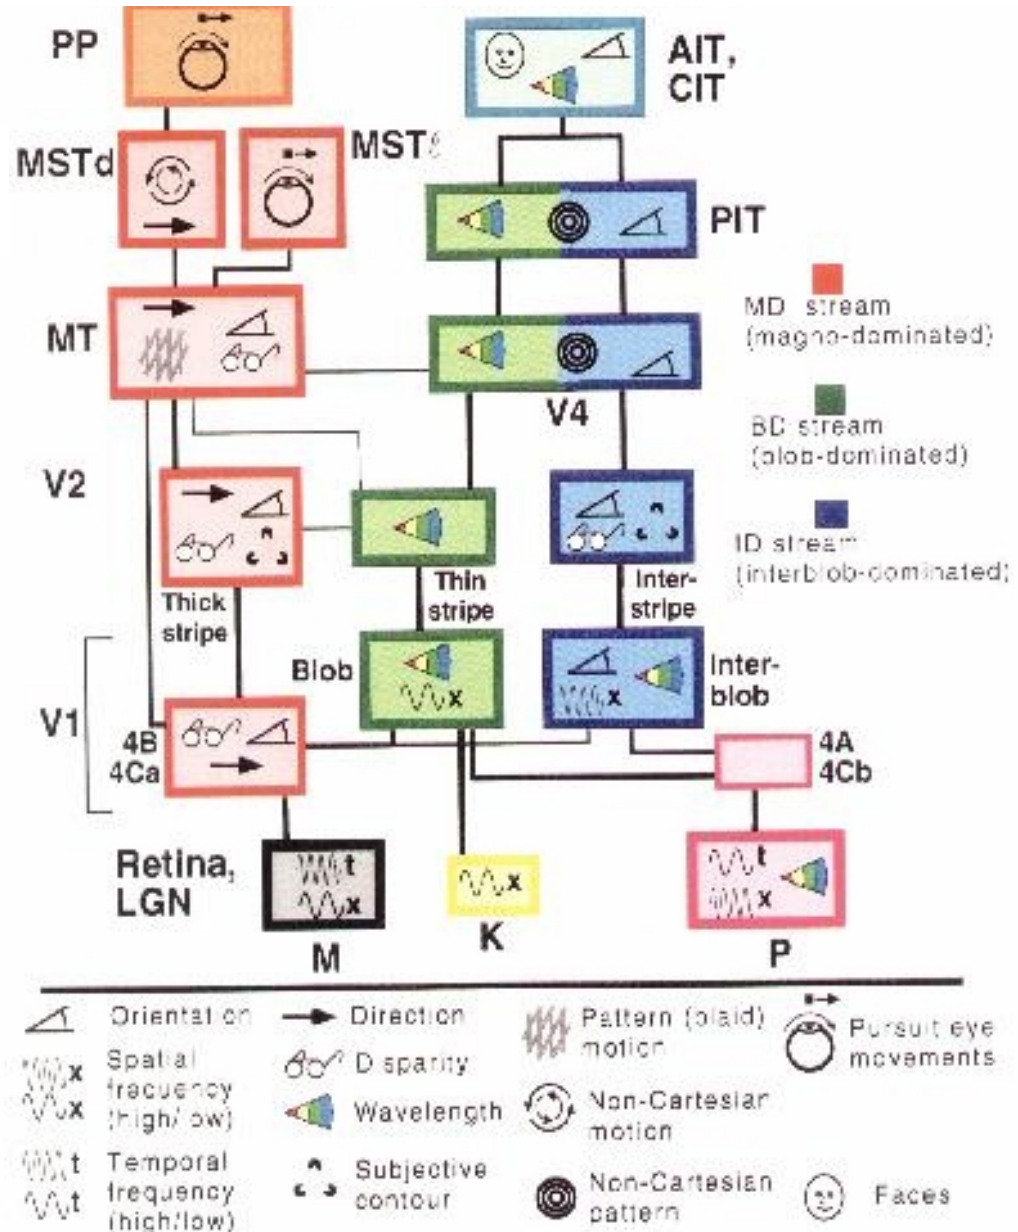 PP
AIT,
CIT
MSTd
MSTℓ
PIT
MT
MD stream
(magno-dominated)
V4
BD stream
(blob-dominated)
V2
ID stream
(interblob-dominated)
Thick
stripe
Thin
stripe
Inter-
stripe
Blob
x
x
Inter-
blob
V1
4B
4Ca
4A
4Cb
Retina,
LGN
t
x
x
t
x
M
K
P
Orientation
Direction
Pattern (plaid)
motion
Pursuit eye
movements
x
x
Spatial
frequency
(high/low)
Disparity
Wavelength
Non-Cartesian
motion
t
t
Temporal
frequency
(high/low)
Subjective
contour
Non-Cartesian
pattern
Faces